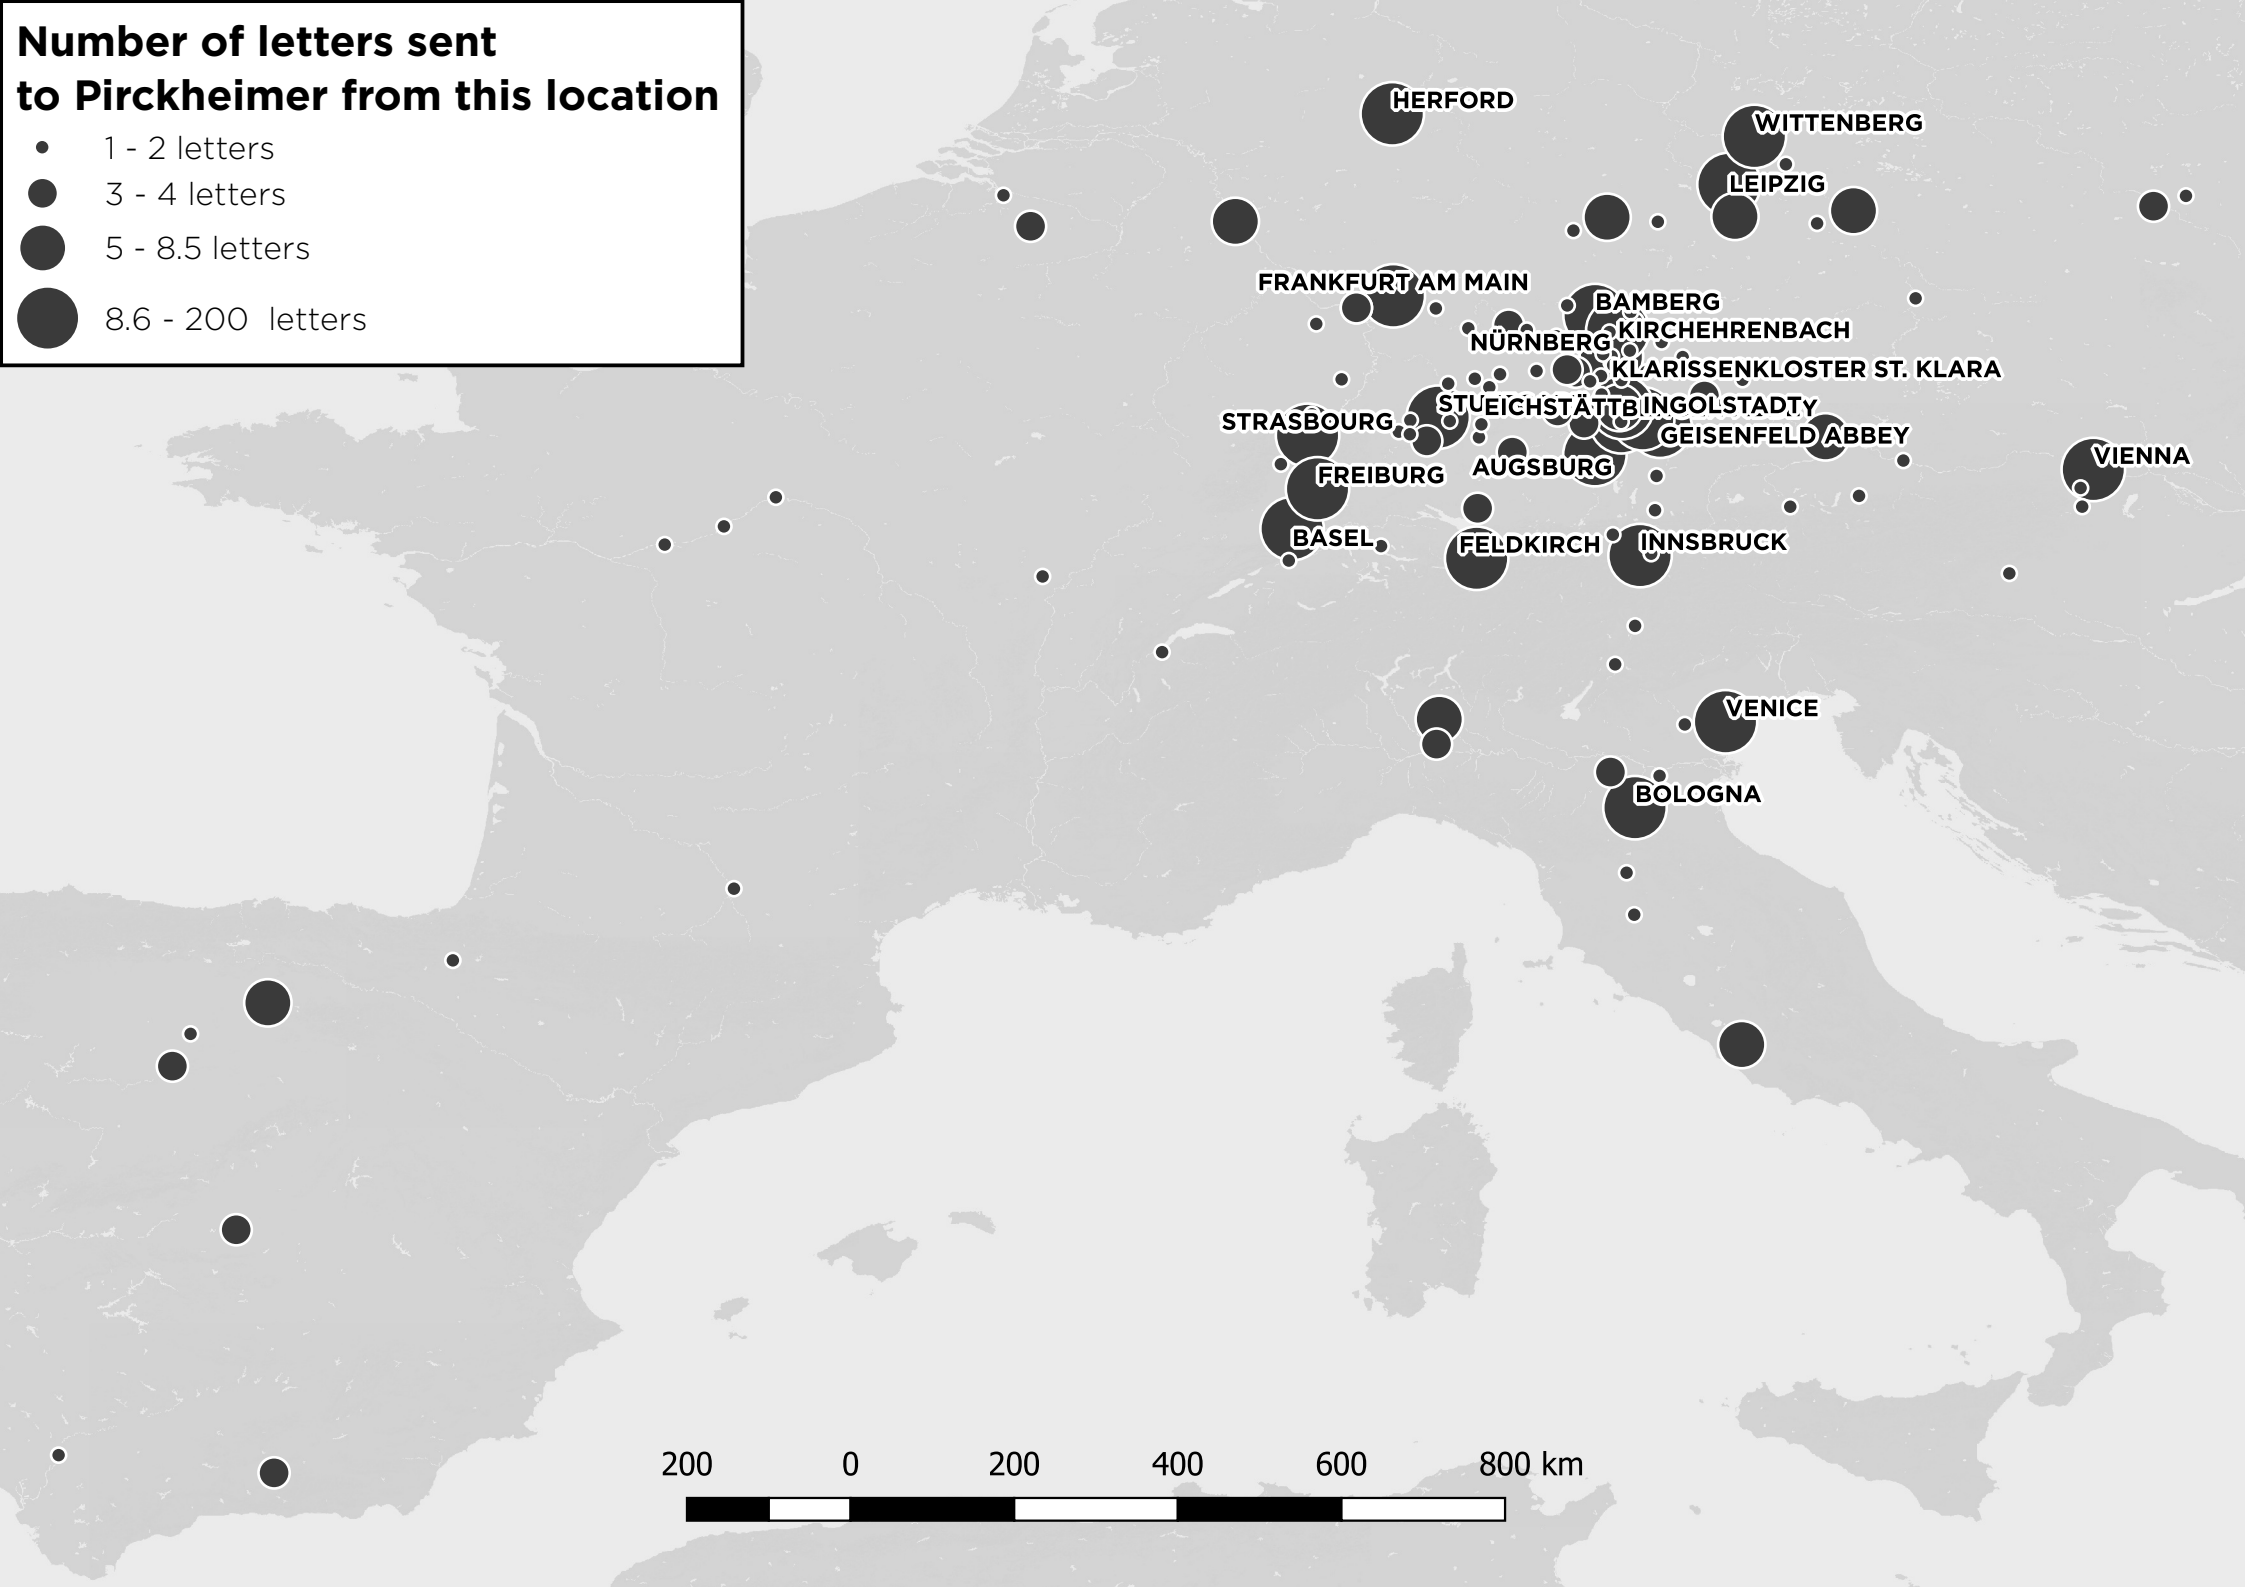 Number of letters sent
to Pirckheimer from this location
1 - 2 letters
3 - 4 letters
5 - 8.5 letters
8.6 - 200 letters
HERFORD
WITTENBERG
LEIPZIG
FRANKFURT AM MAIN
BAMBERG
KIRCHEHRENBACH
NÜRNBERG
KLARISSENKLOSTER ST. KLARA
EICHSTÄTT
INGOLSTADT
STRASBOURG
GEISENFELD ABBEY
VIENNA
AUGSBURG
FREIBURG
BASEL
FELDKIRCH
INNSBRUCK
VENICE
BOLOGNA
200 0 200 400 600 800 km